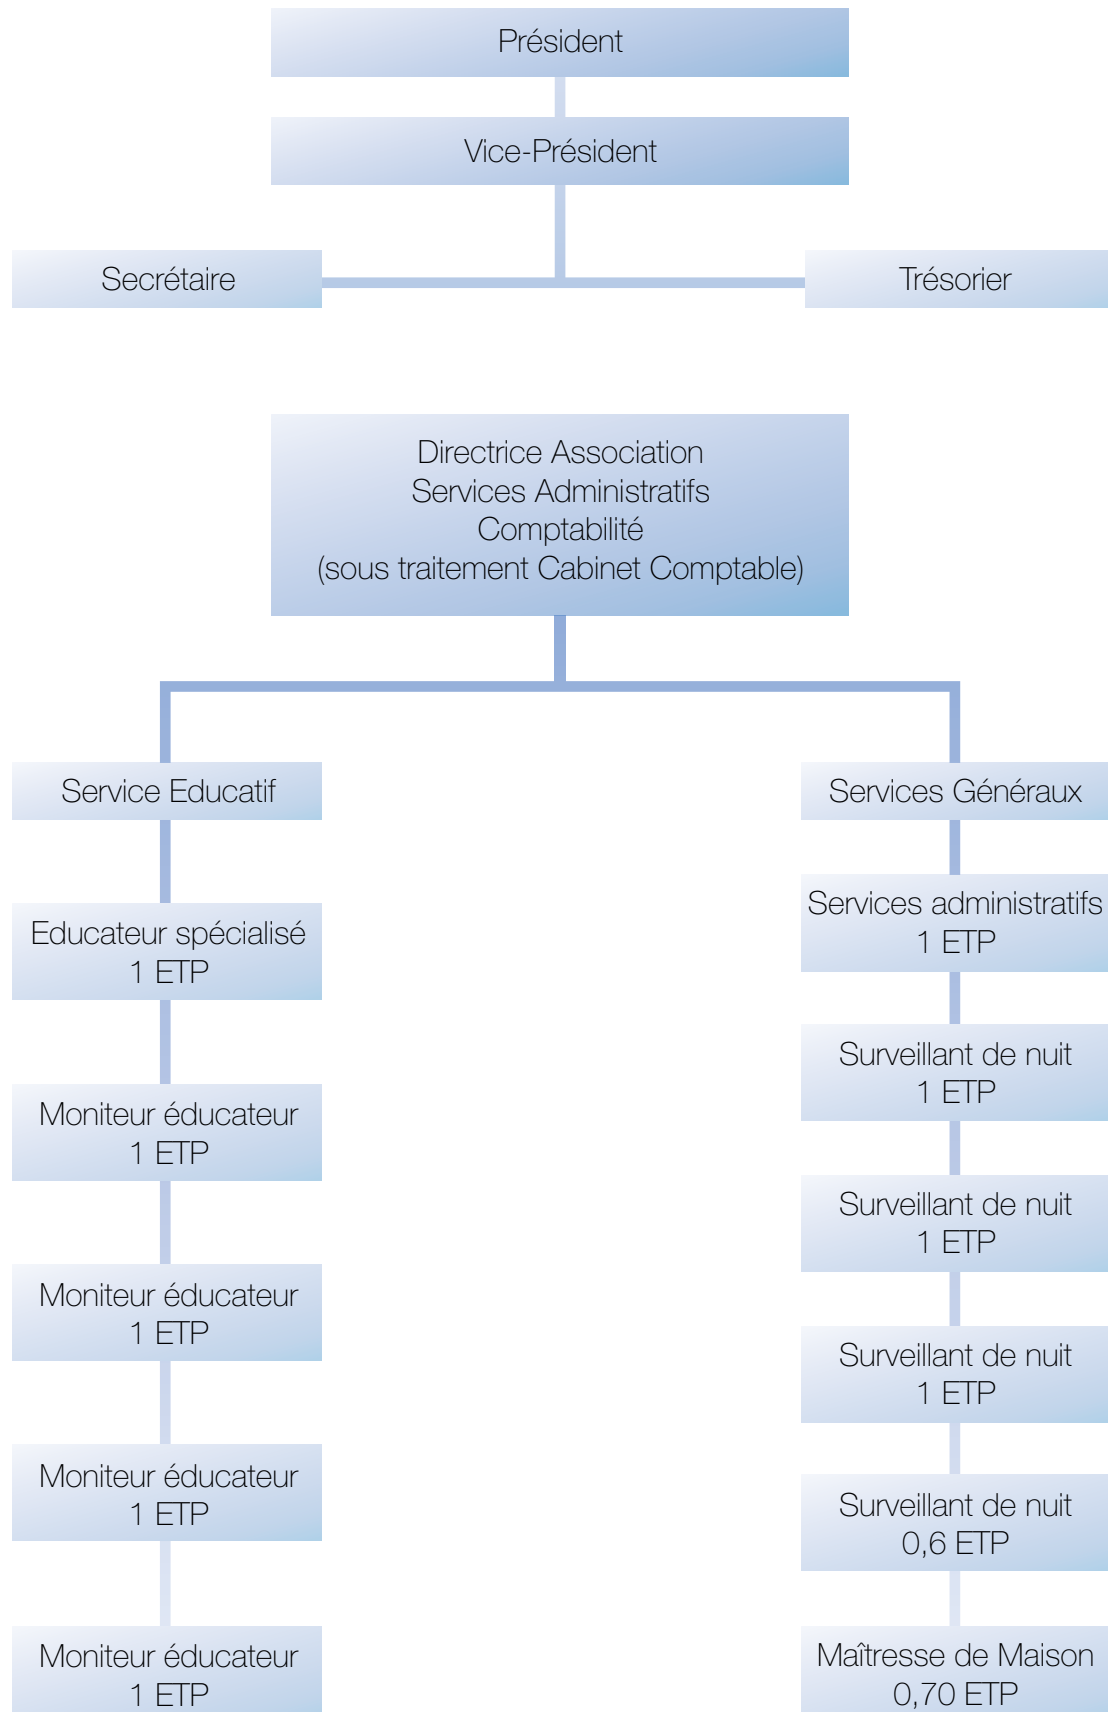 Président
Vice-Président
Secrétaire
Trésorier
Directrice Association
Services Administratifs
Comptabilité
(sous traitement Cabinet Comptable)
Service Educatif
Educateur spécialisé
1 ETP
Moniteur éducateur
1 ETP
Moniteur éducateur
1 ETP
Moniteur éducateur
1 ETP
Moniteur éducateur
1 ETP
Services Généraux
Services administratifs
1 ETP
Surveillant de nuit
1 ETP
Surveillant de nuit
1 ETP
Surveillant de nuit
1 ETP
Surveillant de nuit
0,6 ETP
Maîtresse de Maison
0,70 ETP